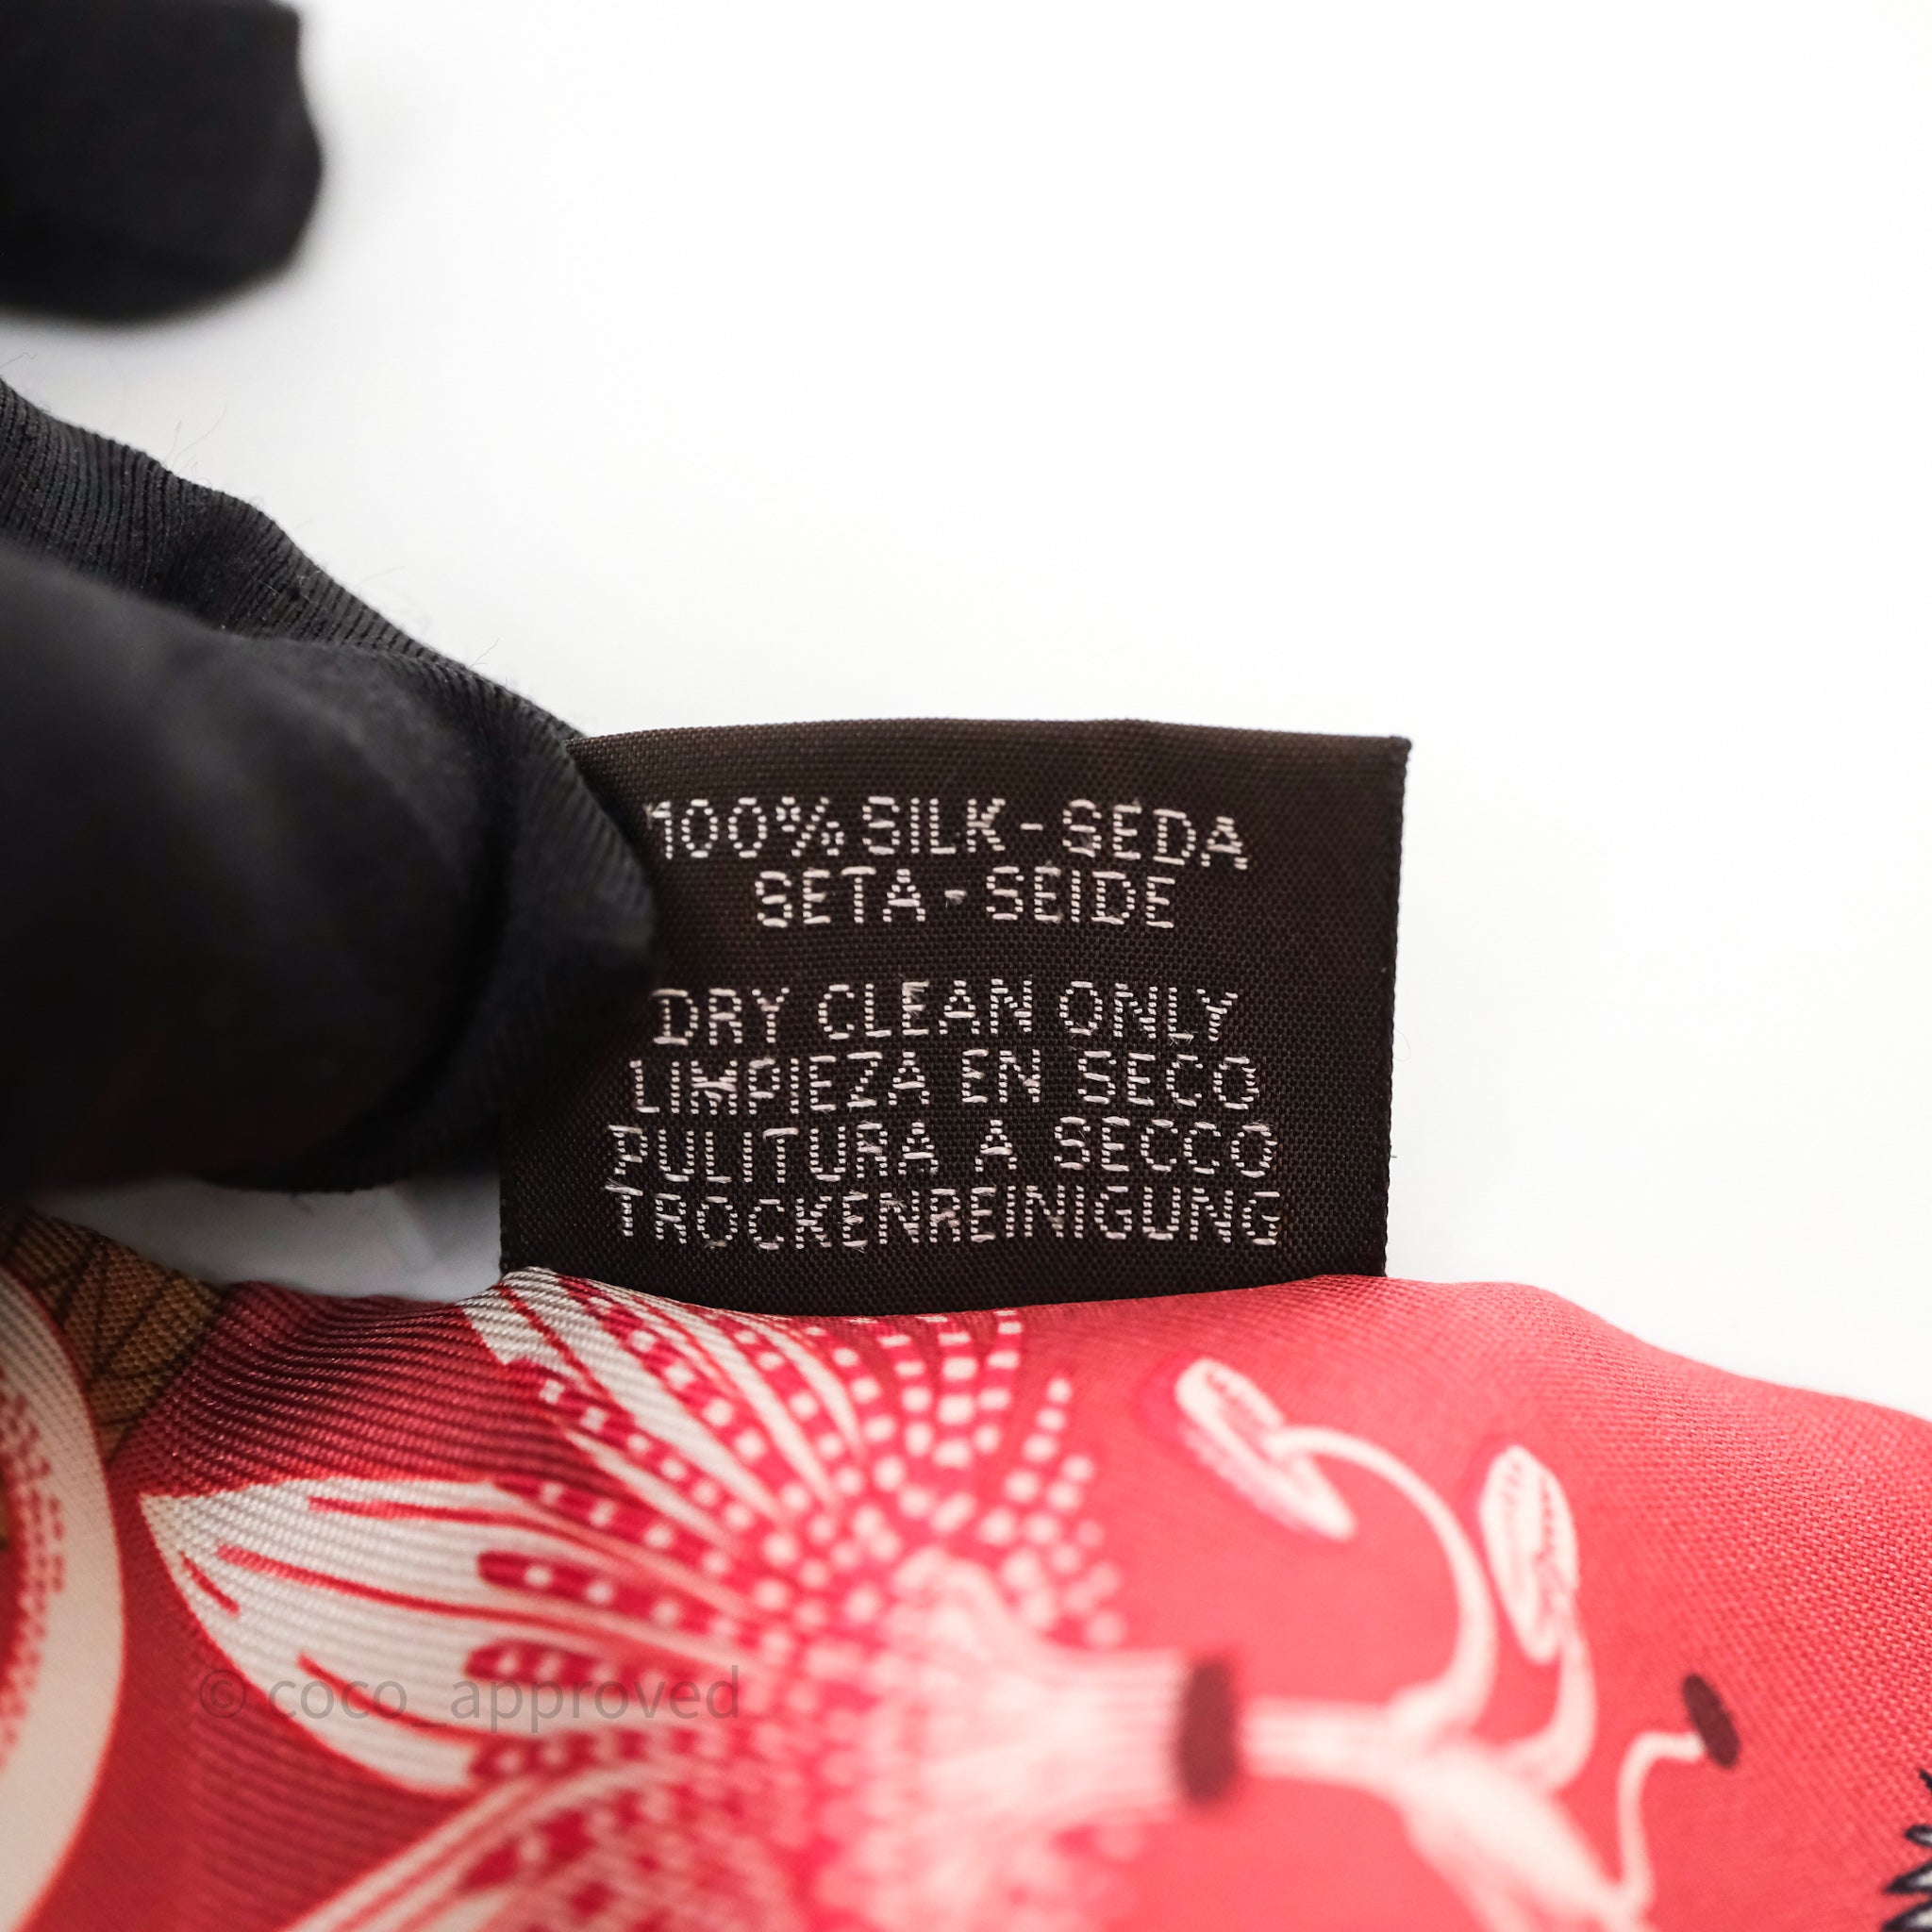 100% SILK - SEDA
SETA - SEIDE
DRY CLEAN ONLY
LIMPIEZA EN SECO
PULITURA A SECCO
TROCKENREINIGUNG
© coco_approved